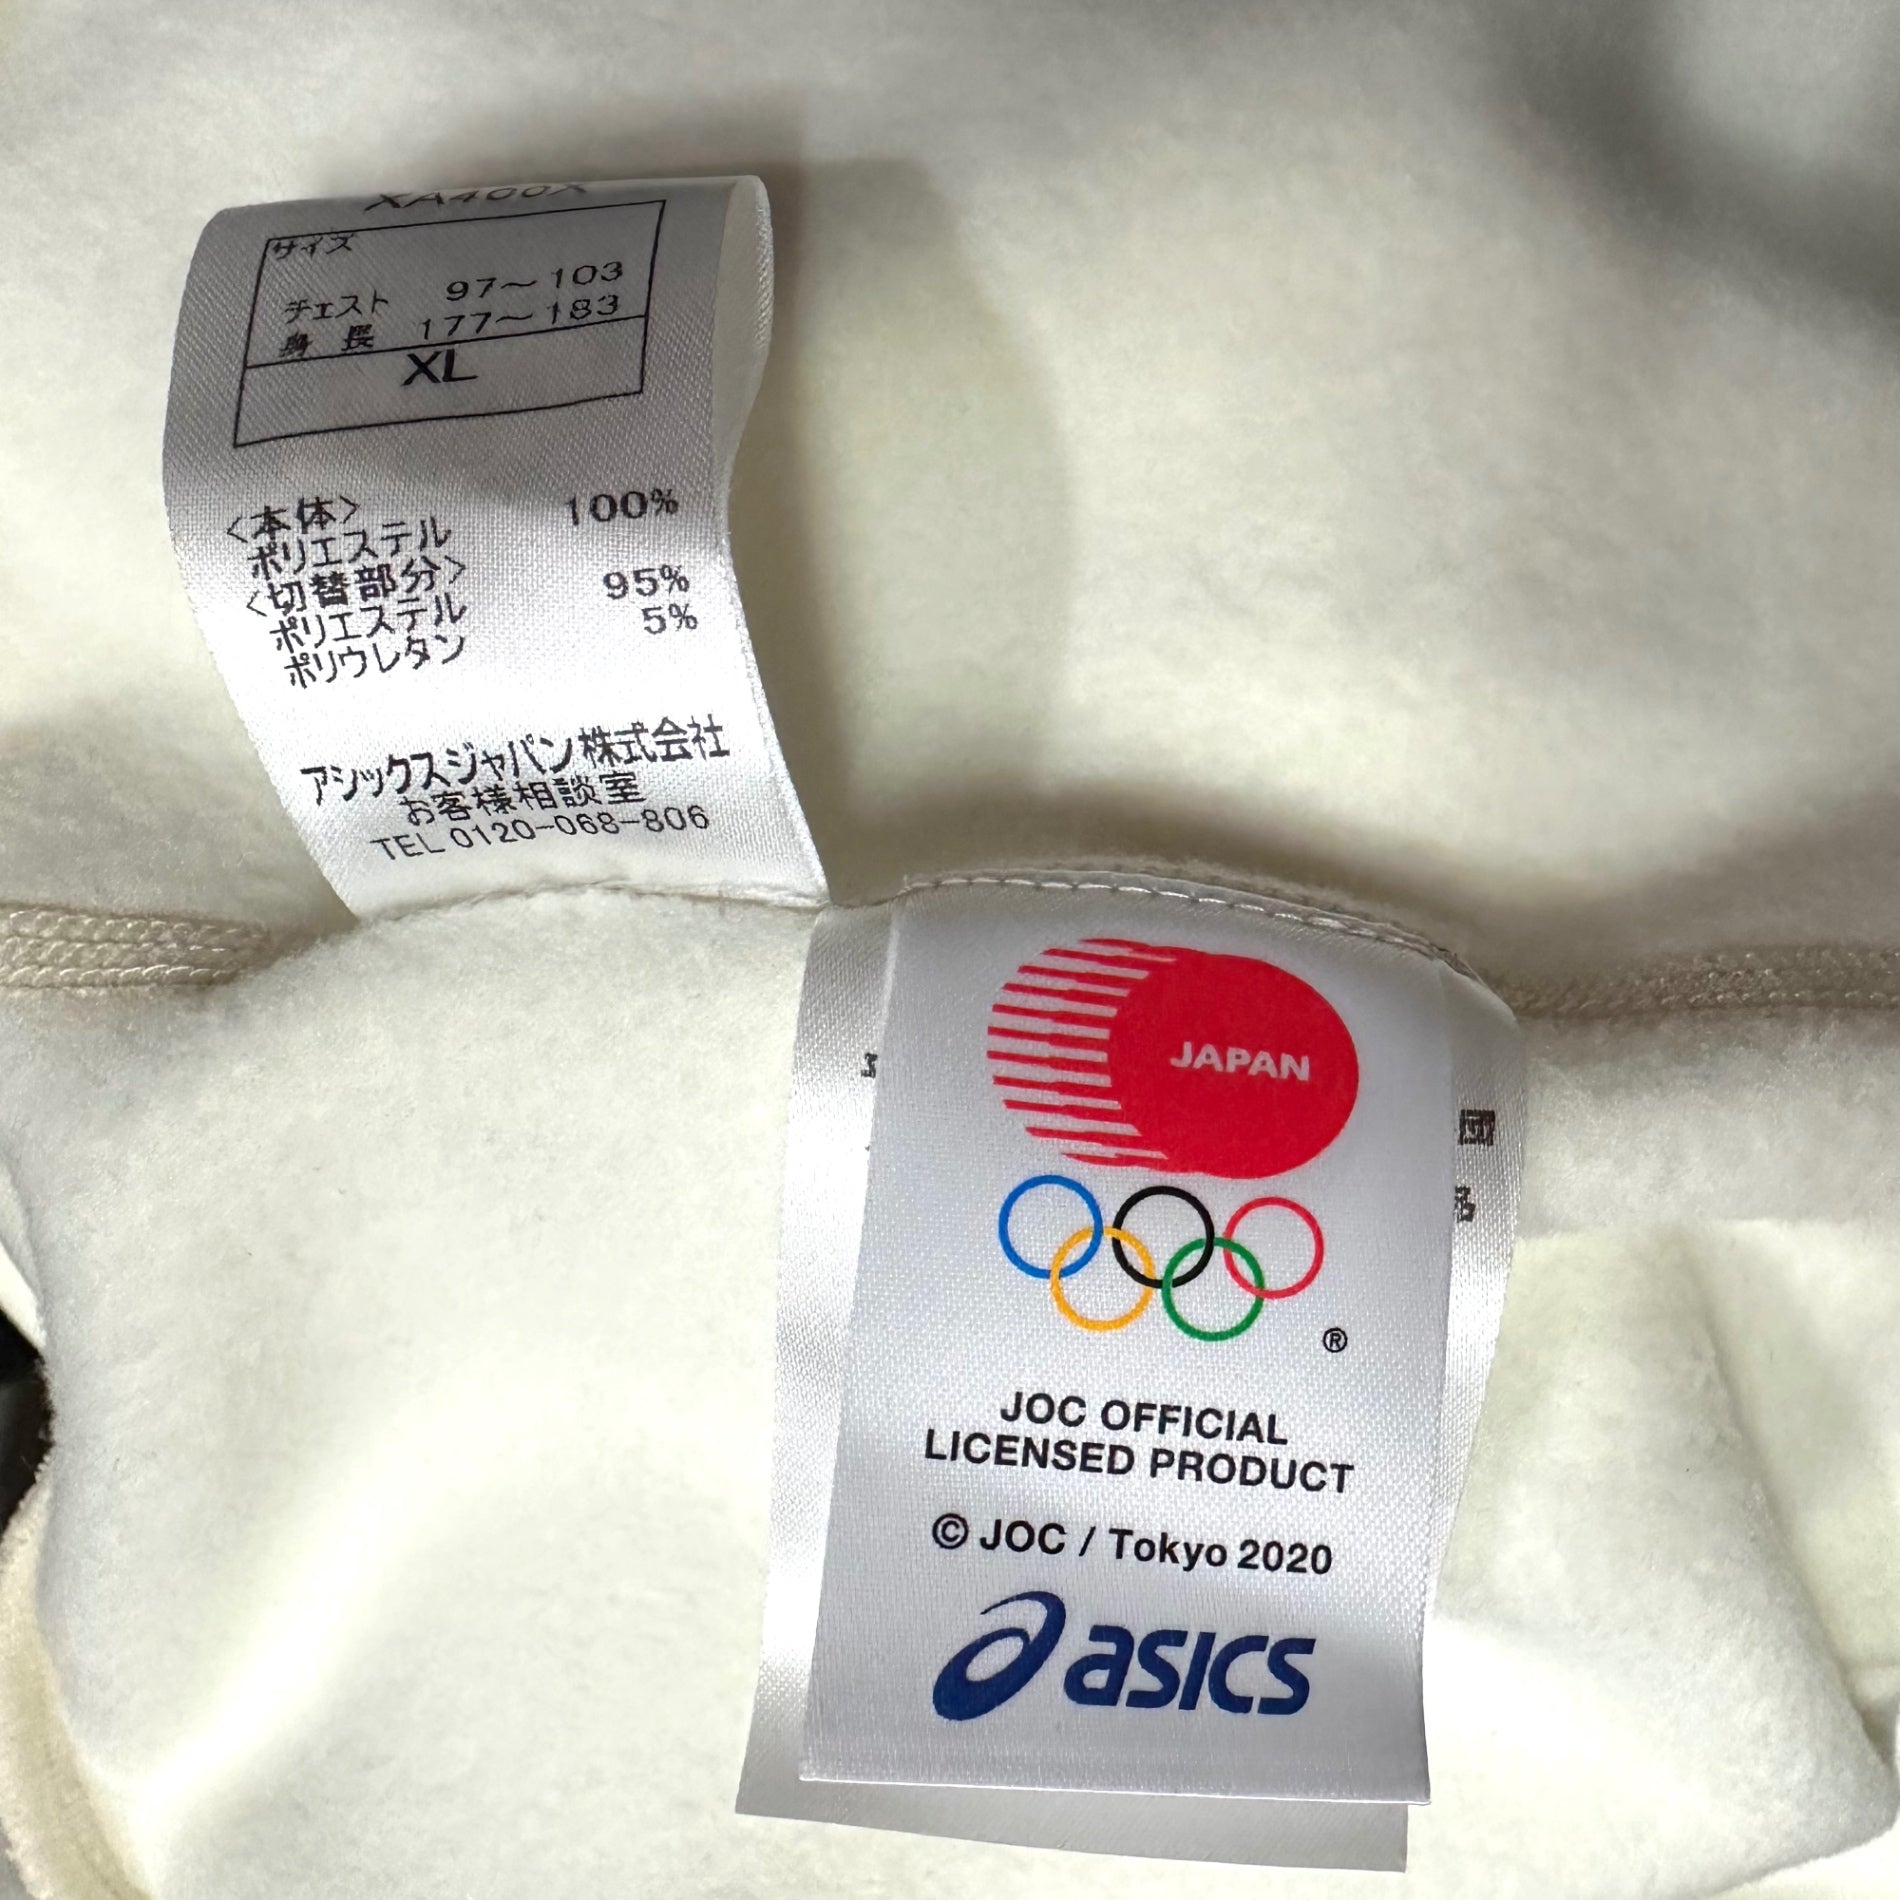 XA400X
サイズ
チェスト 97～103
身長 177～183
XL
〈本体〉
ポリエステル 100%
〈切替部分〉
ポリエステル 95%
ポリウレタン 5%
アシックスジャパン株式会社
お客様相談室
TEL 0120-068-806
JAPAN
®
JOC OFFICIAL
LICENSED PRODUCT
© JOC / Tokyo 2020
asics
団